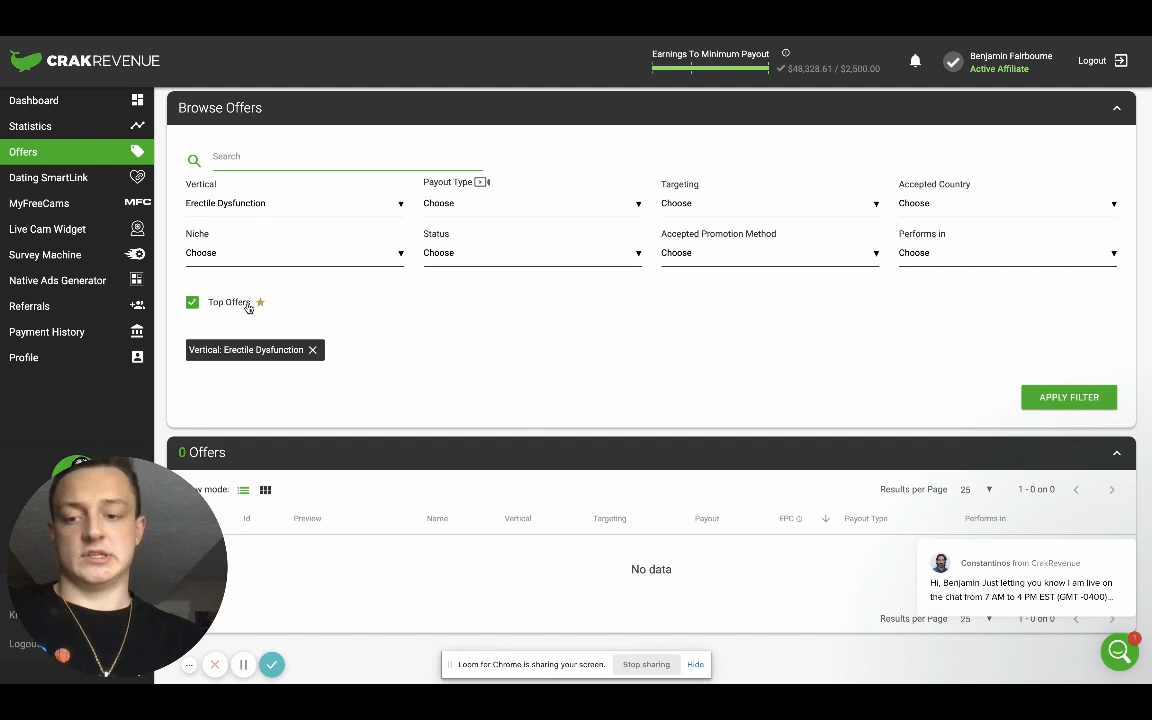 CRAKREVENUE
Earnings To Minimum Payout
$48,328.61 / $2,500.00
Benjamin Fairbourne
Active Affiliate
Logout
Dashboard
Statistics
Offers
Dating SmartLink
MyFreeCams MFC
Live Cam Widget
Survey Machine
Native Ads Generator
Referrals
Payment History
Profile
Browse Offers
Search
Vertical
Payout Type
Targeting
Accepted Country
Erectile Dysfunction
Choose
Choose
Choose
Niche
Status
Accepted Promotion Method
Performs in
Choose
Choose
Choose
Choose
Top Offers
Vertical: Erectile Dysfunction
APPLY FILTER
0 Offers
mode:
Results per Page 25 1 - 0 on 0
Id Preview Name Vertical Targeting Payout EPC Payout Type Performs in
No data
Constantinos from CrakRevenue
Hi, Benjamin Just letting you know I am live on
the chat from 7 AM to 4 PM EST (GMT -0400)...
Results per Page 25 1 - 0 on 0
Logout
1
Loom for Chrome is sharing your screen. Stop sharing Hide